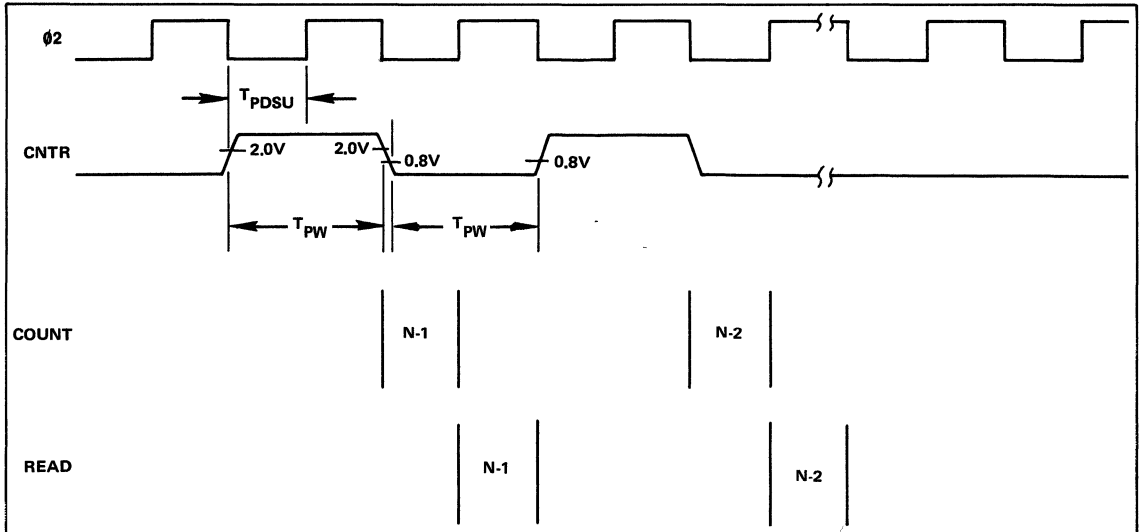 ϕ2
T PDSU
CNTR
2.0V 2.0V 0.8V 0.8V
T PW T PW
COUNT N-1 N-2
READ N-1 N-2